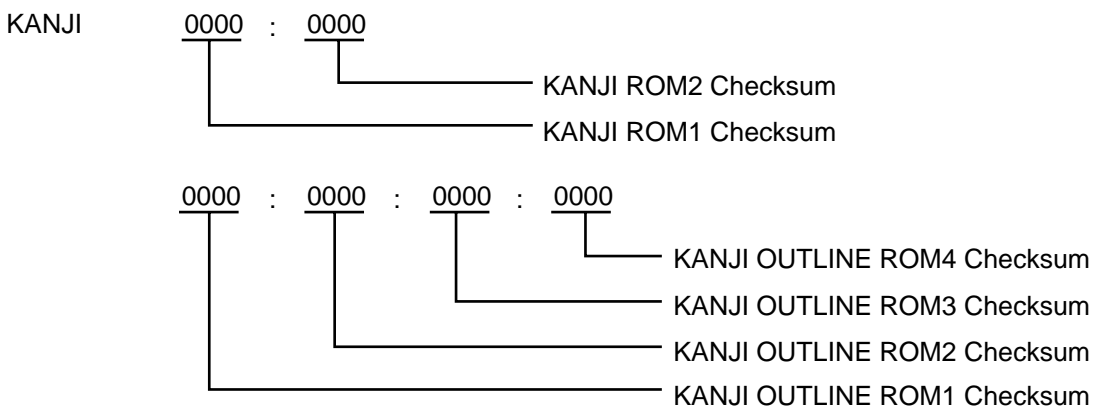 KANJI 0000 : 0000
KANJI ROM2 Checksum
KANJI ROM1 Checksum
0000 : 0000 : 0000 : 0000
KANJI OUTLINE ROM4 Checksum
KANJI OUTLINE ROM3 Checksum
KANJI OUTLINE ROM2 Checksum
KANJI OUTLINE ROM1 Checksum